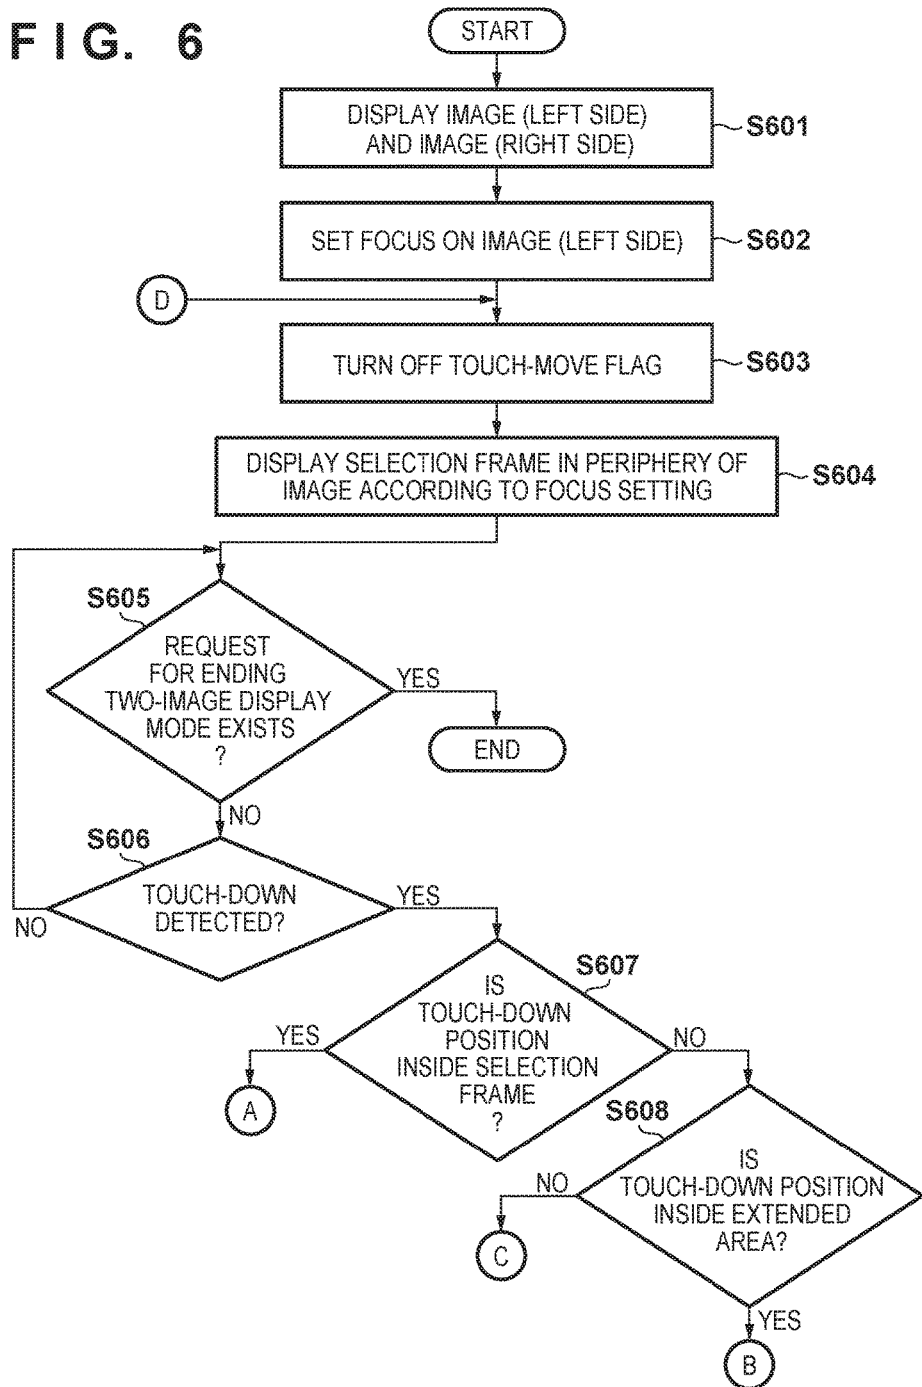 FIG. 6
START
DISPLAY IMAGE (LEFT SIDE)
AND IMAGE (RIGHT SIDE)
S601
SET FOCUS ON IMAGE (LEFT SIDE)
S602
D
TURN OFF TOUCH-MOVE FLAG
S603
DISPLAY SELECTION FRAME IN PERIPHERY OF
IMAGE ACCORDING TO FOCUS SETTING
S604
S605
REQUEST
FOR ENDING
TWO-IMAGE DISPLAY
MODE EXISTS
?
YES
END
NO
S606
TOUCH-DOWN
DETECTED?
YES
NO
S607
IS
TOUCH-DOWN
POSITION
INSIDE SELECTION
FRAME
?
YES
NO
A
S608
IS
TOUCH-DOWN POSITION
INSIDE EXTENDED
AREA?
NO
C
YES
B